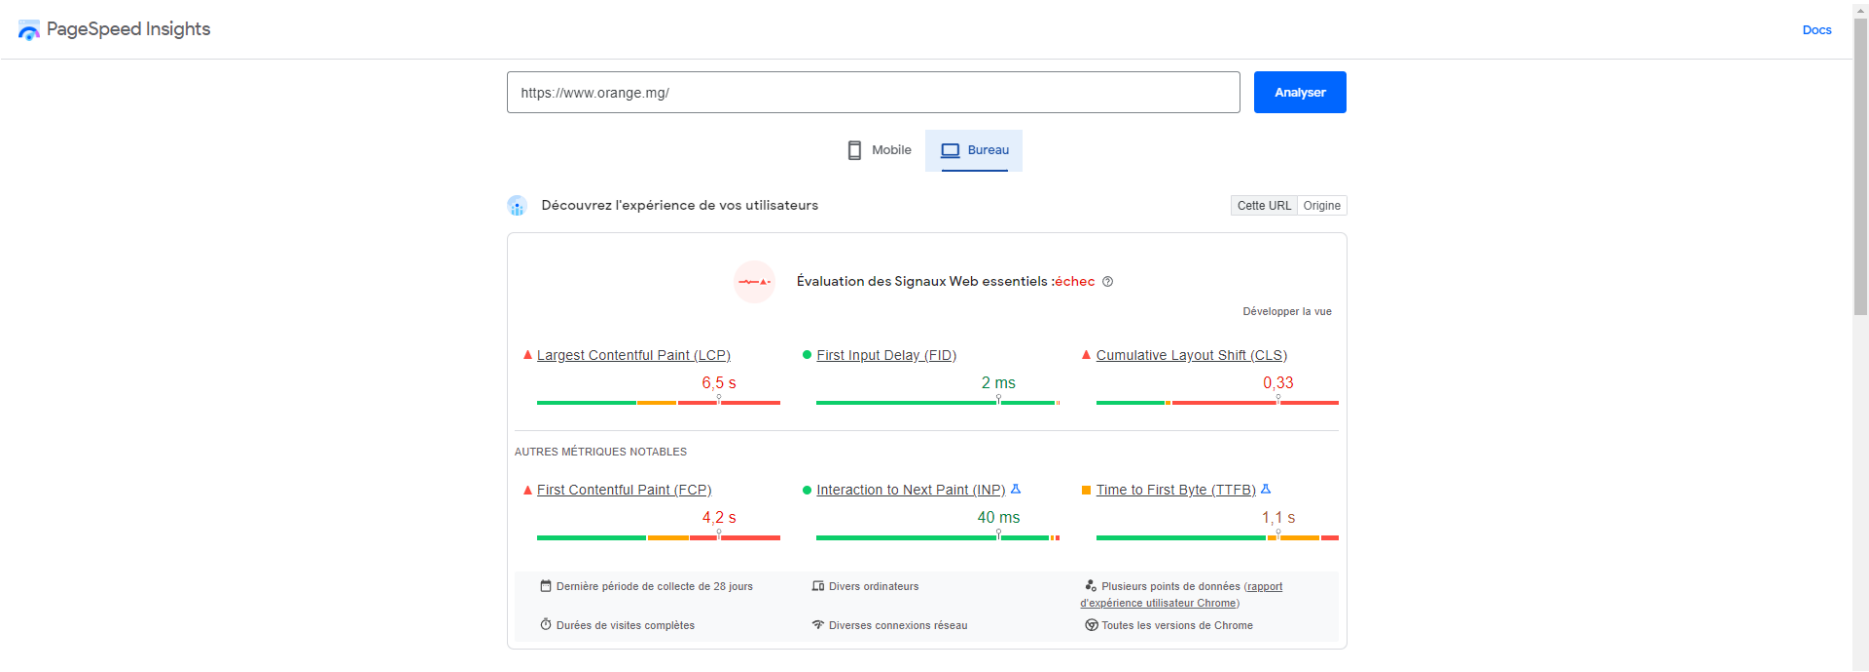 PageSpeed Insights
Docs
https://www.orange.mg/
Analyser
Mobile
Bureau
Découvrez l'expérience de vos utilisateurs
Cette URL
Origine
Évaluation des Signaux Web essentiels :échec
Développer la vue
Largest Contentful Paint (LCP)
6,5 s
First Input Delay (FID)
2 ms
Cumulative Layout Shift (CLS)
0,33
AUTRES MÉTRIQUES NOTABLES
First Contentful Paint (FCP)
4,2 s
Interaction to Next Paint (INP)
40 ms
Time to First Byte (TTFB)
1,1 s
Dernière période de collecte de 28 jours
Divers ordinateurs
Plusieurs points de données (rapport
d'expérience utilisateur Chrome)
Durées de visites complètes
Diverses connexions réseau
Toutes les versions de Chrome